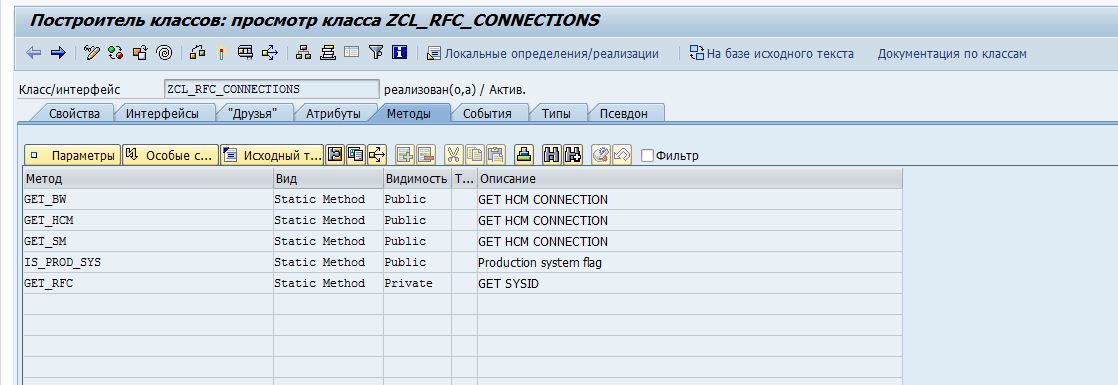 Построитель классов: просмотр класса ZCL_RFC_CONNECTIONS
Локальные определения/реализации На базе исходного текста Документация по классам
Класс/интерфейс ZCL_RFC_CONNECTIONS реализован(о,а) / Актив.
Свойства Интерфейсы "Друзья" Атрибуты Методы События Типы Псевдон
Параметры Особые с... Исходный т... Фильтр
Метод Вид Видимость Т... Описание
GET_BW Static Method Public GET HCM CONNECTION
GET_HCM Static Method Public GET HCM CONNECTION
GET_SM Static Method Public GET HCM CONNECTION
IS_PROD_SYS Static Method Public Production system flag
GET_RFC Static Method Private GET SYSID